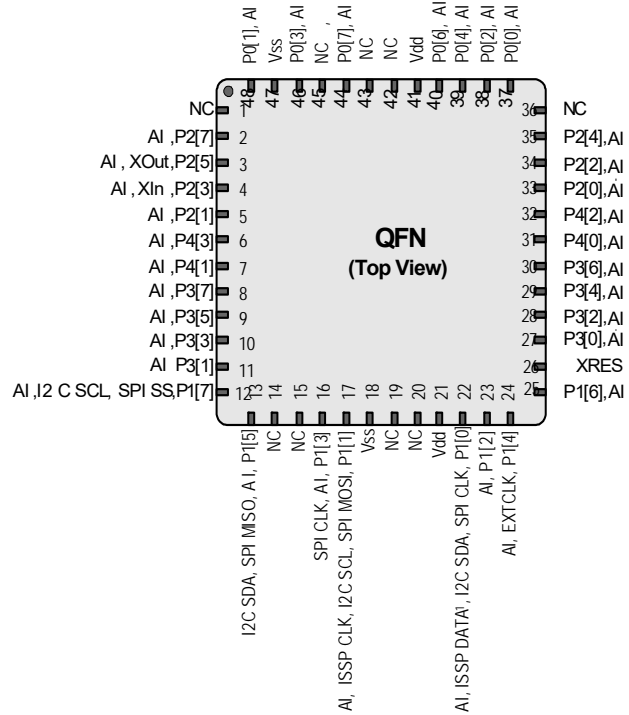 P0[1], AI
Vss
P0[3], AI
NC ,
P0[7], AI
NC
NC
Vdd
P0[6], AI
P0[4], AI
P0[2], AI
P0[0], AI
48
47
46
45
44
43
42
41
40
39
38
37
NC 1
AI ,P2[7] 2
AI , XOut,P2[5] 3
AI , XIn ,P2[3] 4
AI ,P2[1] 5
AI ,P4[3] 6
AI ,P4[1] 7
AI ,P3[7] 8
AI ,P3[5] 9
AI ,P3[3] 10
AI P3[1] 11
AI ,I2 C SCL, SPI SS,P1[7] 12
QFN
(Top View)
36 NC
35 P2[4],AI
34 P2[2],AI
33 P2[0],AI
32 P4[2],AI
31 P4[0],AI
30 P3[6],AI
29 P3[4],AI
28 P3[2],AI
27 P3[0],AI
26 XRES
25 P1[6],AI
13
14
15
16
17
18
19
20
21
22
23
24
I2C SDA, SPI MISO, A I, P1[5]
NC
NC
SPI CLK, A I, P1[3]
AI, ISSP CLK, I2C SCL, SPI MOSI, P1[1]
Vss
NC
NC
Vdd
AI, ISSP DATA¹, I2C SDA, SPI CLK, P1[0]
AI, P1[2]
AI, EXTCLK, P1[4]